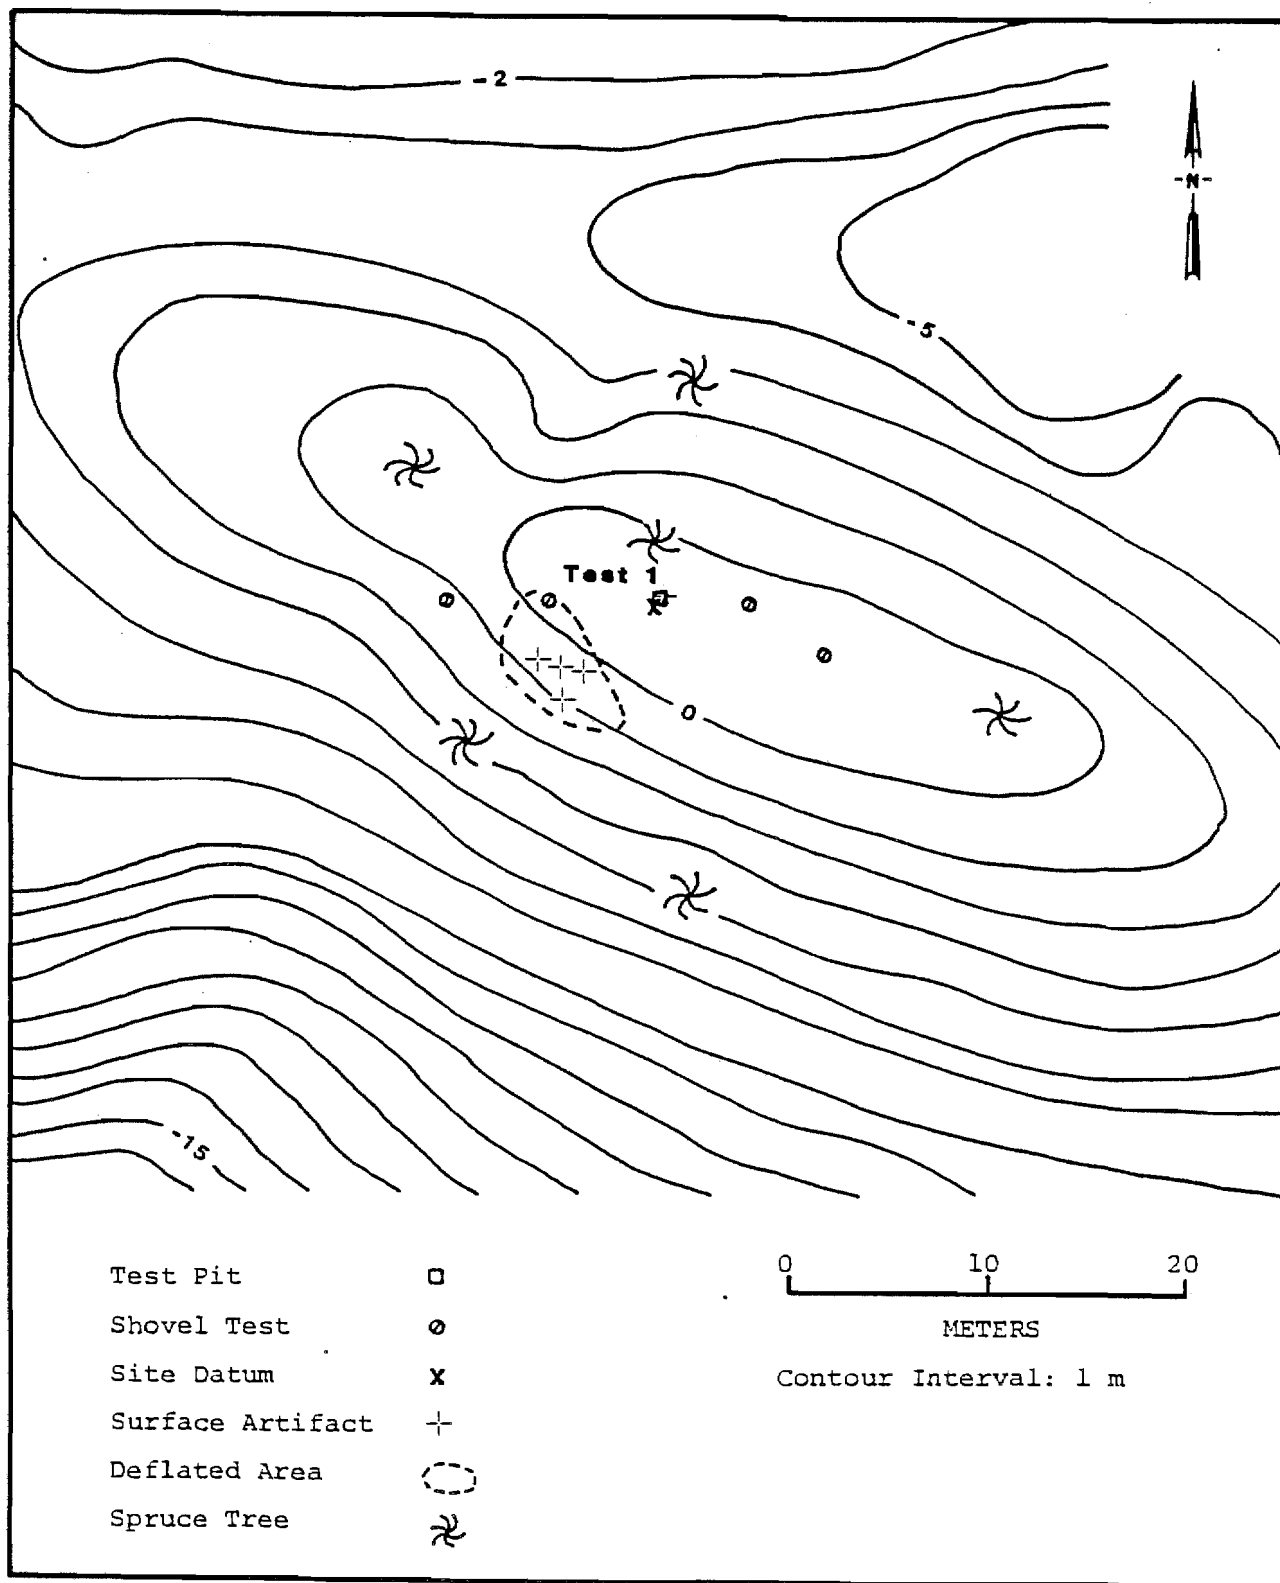 -2
-N-
-5
Test 1
0
-15
Test Pit
Shovel Test
Site Datum
X
Surface Artifact
Deflated Area
Spruce Tree
0 10 20
METERS
Contour Interval: 1 m